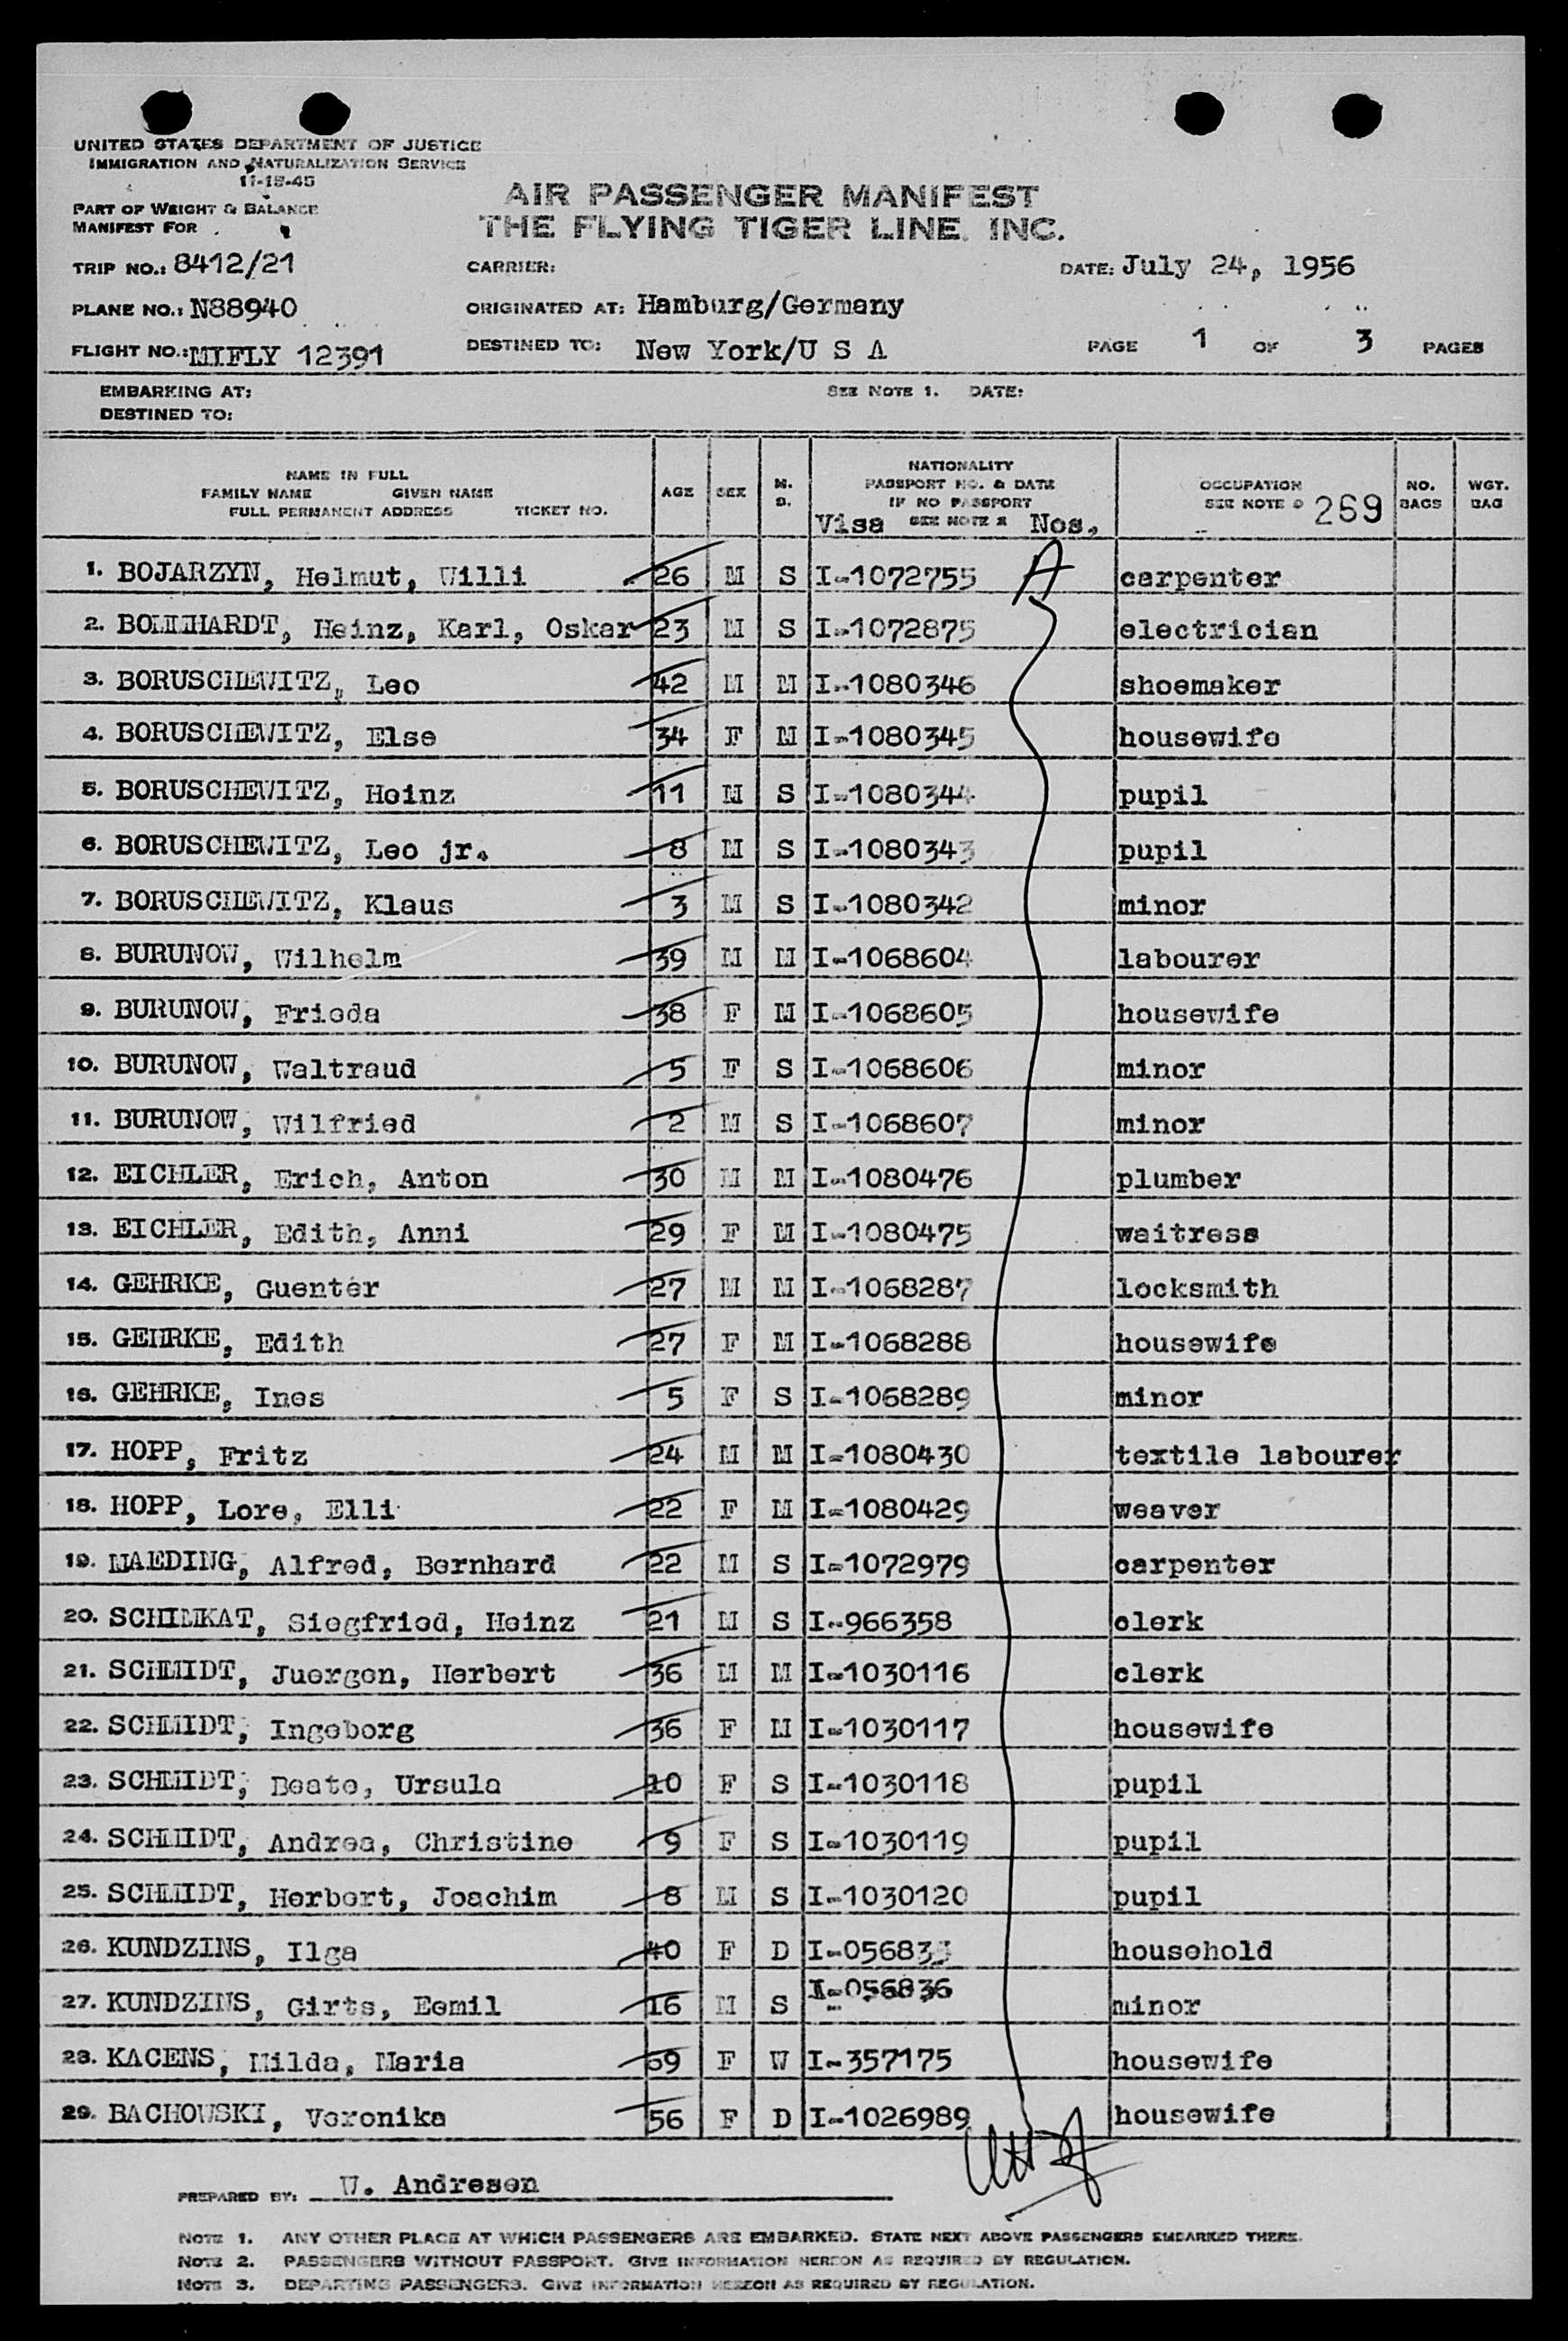 UNITED STATES DEPARTMENT OF JUSTICE
IMMIGRATION AND NATURALIZATION SERVICE
11-15-45
PART OF WEIGHT & BALANCE
MANIFEST FOR
AIR PASSENGER MANIFEST
THE FLYING TIGER LINE, INC.
TRIP NO.: 8412/21 CARRIER: DATE: July 24, 1956
PLANE NO.: N88940 ORIGINATED AT: Hamburg/Germany
FLIGHT NO.: MIFLY 12391 DESTINED TO: New York/U S A PAGE 1 OF 3 PAGES
EMBARKING AT: SEE NOTE 1. DATE:
DESTINED TO:
NAME IN FULL
FAMILY NAME GIVEN NAME
FULL PERMANENT ADDRESS TICKET NO.
AGE SEX M. S.
NATIONALITY
PASSPORT NO. & DATE
IF NO PASSPORT
Visa SEE NOTE 2 Nos.
OCCUPATION
SEE NOTE 269
NO. BAGS
WGT. BAG
1. BOJARZYN, Helmut, Willi 26 M S I-1072755 A carpenter
2. BOMMHARDT, Heinz, Karl, Oskar 23 M S I-1072875 electrician
3. BORUSCHEWITZ, Leo 42 M M I-1080346 shoemaker
4. BORUSCHEWITZ, Else 34 F M I-1080345 housewife
5. BORUSCHEWITZ, Heinz 11 M S I-1080344 pupil
6. BORUSCHEWITZ, Leo jr. 8 M S I-1080343 pupil
7. BORUSCHEWITZ, Klaus 3 M S I-1080342 minor
8. BURUNOW, Wilhelm 39 M M I-1068604 labourer
9. BURUNOW, Frieda 38 F M I-1068605 housewife
10. BURUNOW, Waltraud 5 F S I-1068606 minor
11. BURUNOW, Wilfried 2 M S I-1068607 minor
12. EICHLER, Erich, Anton 30 M M I-1080476 plumber
13. EICHLER, Edith, Anni 29 F M I-1080475 waitress
14. GEHRKE, Guenter 27 M M I-1068287 locksmith
15. GEHRKE, Edith 27 F M I-1068288 housewife
16. GEHRKE, Ines 5 F S I-1068289 minor
17. HOPP, Fritz 24 M M I-1080430 textile labourer
18. HOPP, Lore, Elli 22 F M I-1080429 weaver
19. MAEDING, Alfred, Bernhard 22 M S I-1072979 carpenter
20. SCHIMKAT, Siegfried, Heinz 21 M S I-966358 clerk
21. SCHMIDT, Juergen, Herbert 36 M M I-1030116 clerk
22. SCHMIDT, Ingeborg 36 F M I-1030117 housewife
23. SCHMIDT, Beate, Ursula 10 F S I-1030118 pupil
24. SCHMIDT, Andrea, Christine 9 F S I-1030119 pupil
25. SCHMIDT, Herbert, Joachim 8 M S I-1030120 pupil
26. KUNDZINS, Ilga 40 F D household
27. KUNDZINS, Girts, Eemil 16 M S I-056836 minor
28. KACENS, Milda, Maria 69 F W I-357175 housewife
29. BACHOWSKI, Veronika 56 F D I-1026989 housewife
PREPARED BY: W. Andresen
NOTE 1. ANY OTHER PLACE AT WHICH PASSENGERS ARE EMBARKED. STATE NEXT ABOVE PASSENGERS EMBARKED THERE.
NOTE 2. PASSENGERS WITHOUT PASSPORT. GIVE INFORMATION HEREON AS REQUIRED BY REGULATION.
NOTE 3. DEPARTING PASSENGERS. GIVE INFORMATION HEREON AS REQUIRED BY REGULATION.